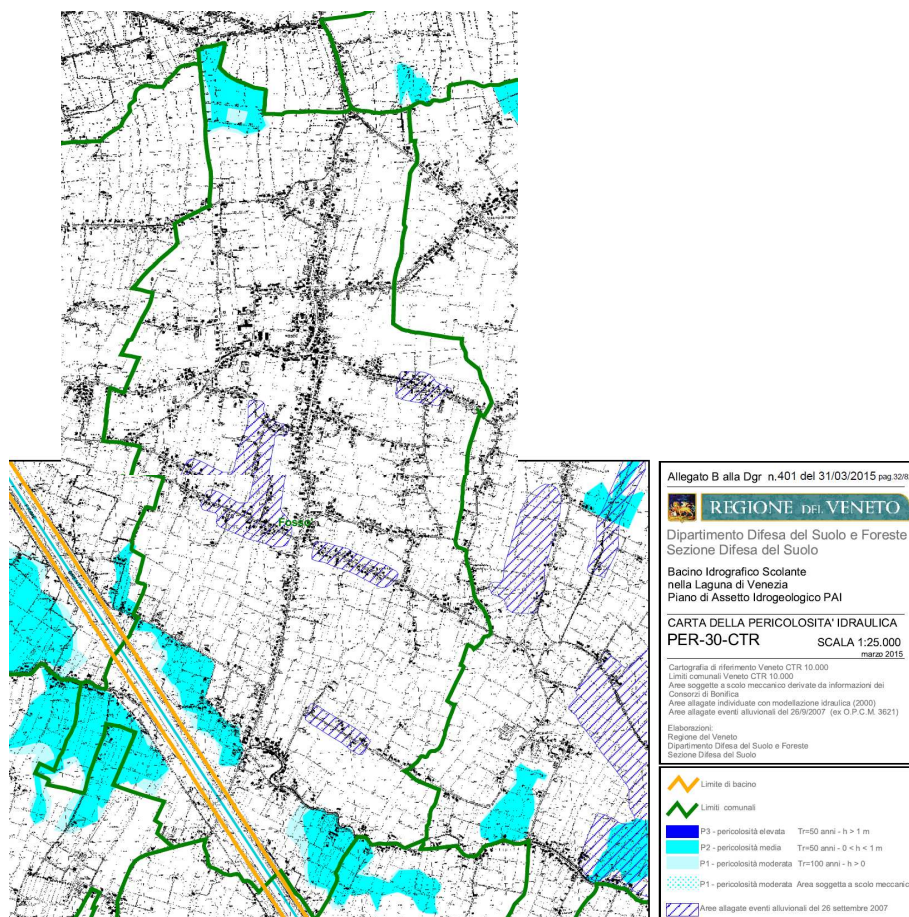 Fossò
Allegato B alla Dgr n.401 del 31/03/2015 pag.32/8
REGIONE DEL VENETO
Dipartimento Difesa del Suolo e Foreste
Sezione Difesa del Suolo
Bacino Idrografico Scolante
nella Laguna di Venezia
Piano di Assetto Idrogeologico PAI
CARTA DELLA PERICOLOSITA' IDRAULICA
PER-30-CTR SCALA 1:25.000
marzo 2015
Cartografia di riferimento Veneto CTR 10.000
Limiti comunali Veneto CTR 10.000
Aree soggette a scolo meccanico derivate da informazioni dei
Consorzi di Bonifica
Aree allagate individuate con modellazione idraulica (2000)
Aree allagate eventi alluvionali del 26/9/2007 (ex O.P.C.M. 3621)
Elaborazioni:
Regione del Veneto
Dipartimento Difesa del Suolo e Foreste
Sezione Difesa del Suolo
Limite di bacino
Limiti comunali
P3 - pericolosità elevata Tr=50 anni - h > 1 m
P2 - pericolosità media Tr=50 anni - 0 < h < 1 m
P1 - pericolosità moderata Tr=100 anni - h > 0
P1 - pericolosità moderata Area soggetta a scolo meccanic
Aree allagate eventi alluvionali del 26 settembre 2007